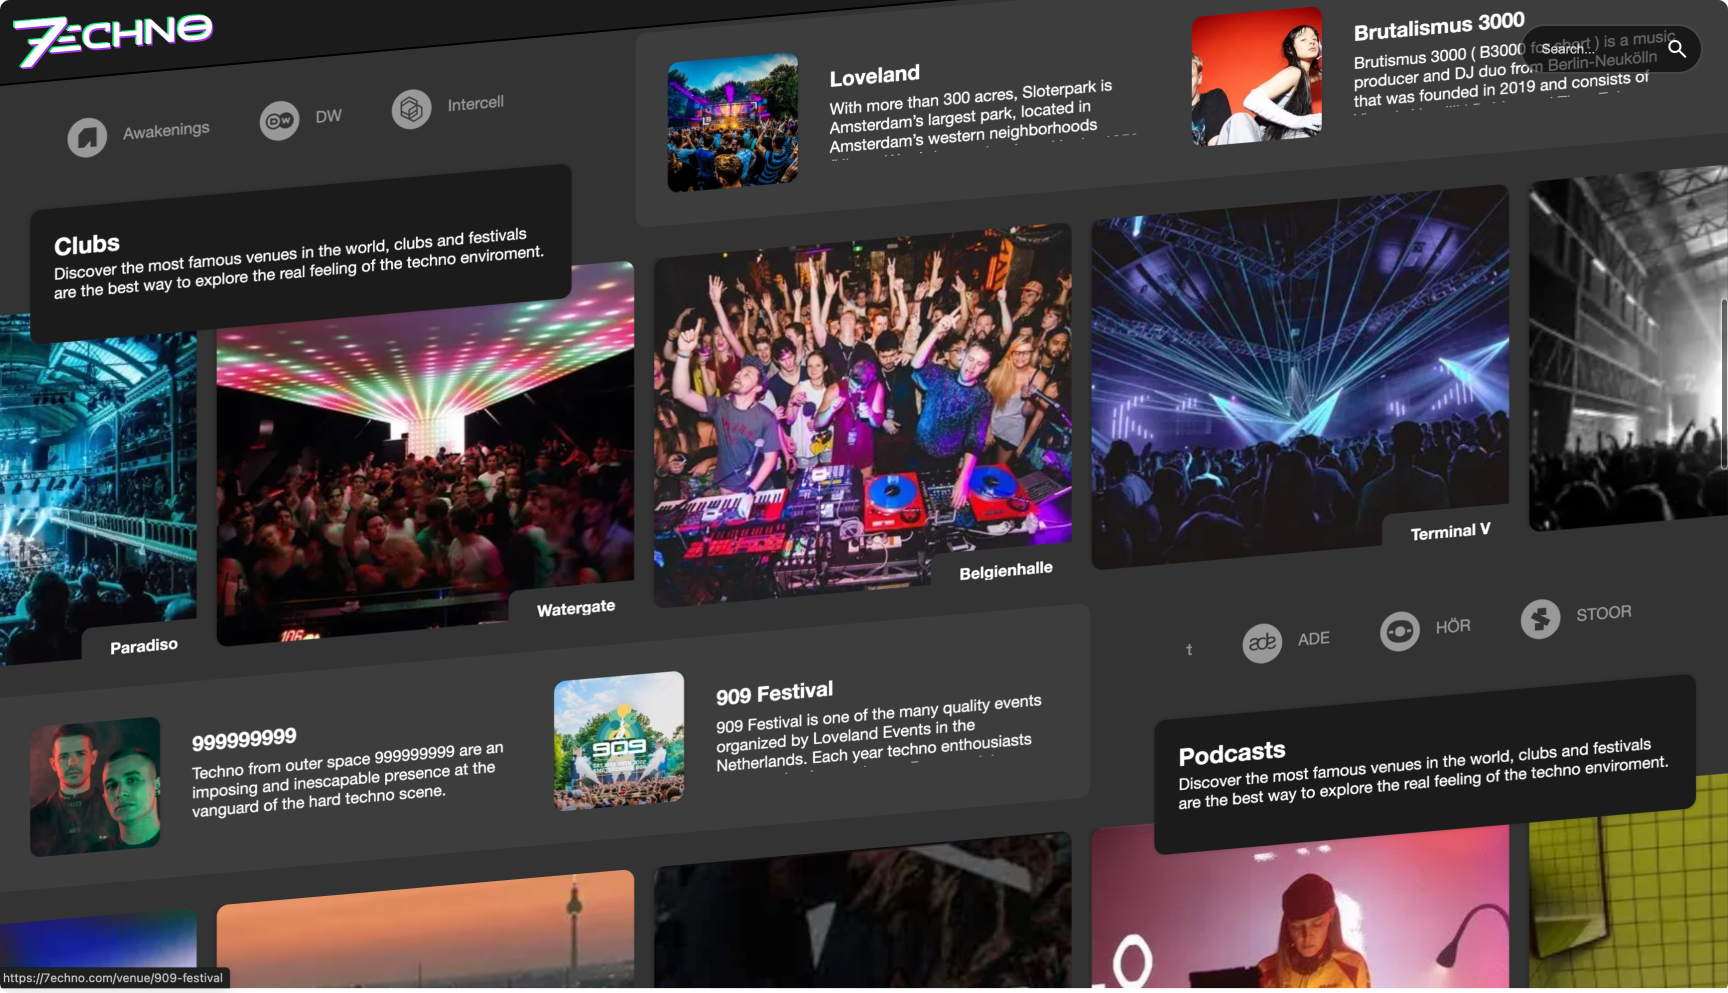 7ECHNO
Search...
Awakenings
DW
Intercell
Loveland
With more than 300 acres, Sloterpark is
Amsterdam's largest park, located in
Amsterdam's western neighborhoods
Brutalismus 3000
Brutismus 3000 ( B3000 for short ) is a music
producer and DJ duo from Berlin-Neukölln
that was founded in 2019 and consists of
Clubs
Discover the most famous venues in the world, clubs and festivals
are the best way to explore the real feeling of the techno enviroment.
Paradiso
Watergate
Belgienhalle
Terminal V
t
ADE
HÖR
STOOR
999999999
Techno from outer space 999999999 are an
imposing and inescapable presence at the
vanguard of the hard techno scene.
909
909 Festival
909 Festival is one of the many quality events
organized by Loveland Events in the
Netherlands. Each year techno enthusiasts
Podcasts
Discover the most famous venues in the world, clubs and festivals
are the best way to explore the real feeling of the techno enviroment.
https://7echno.com/venue/909-festival